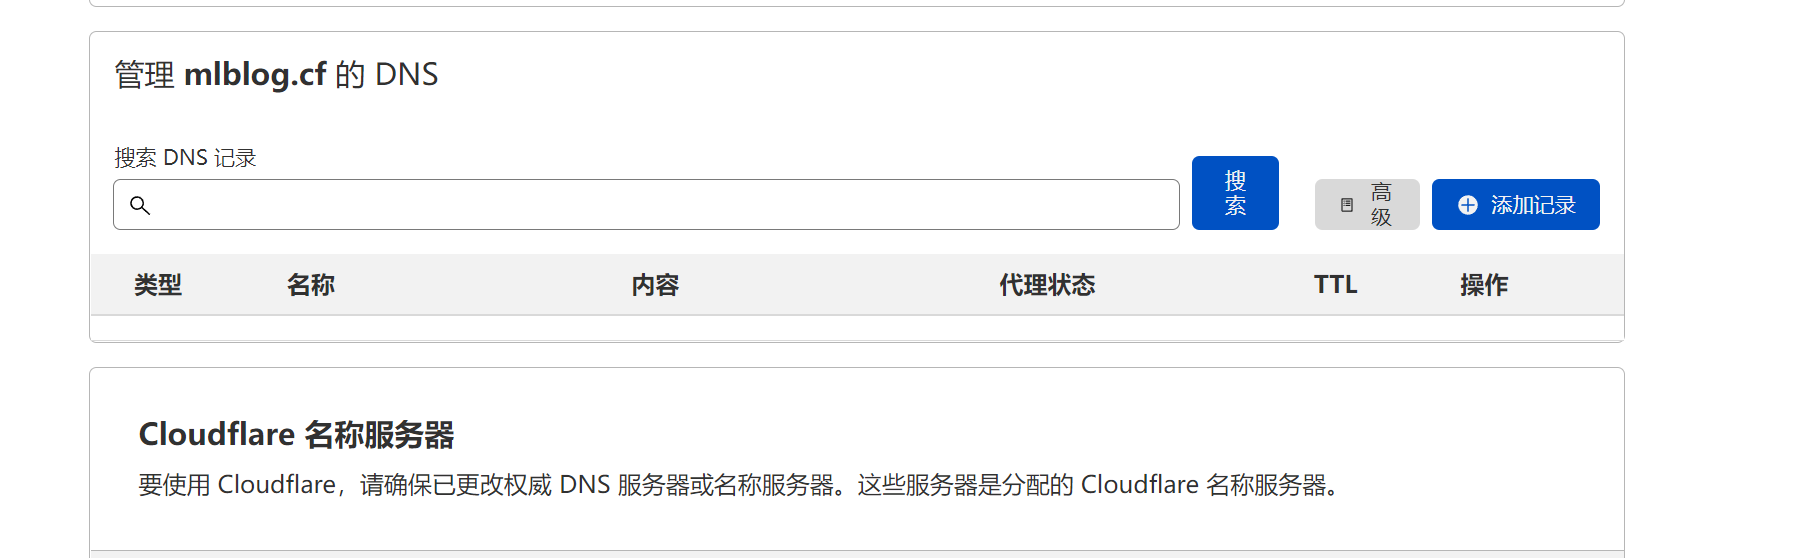 管理 mlblog.cf 的 DNS
搜索 DNS 记录
搜索
高级
添加记录
类型 名称 内容 代理状态 TTL 操作
Cloudflare 名称服务器
要使用 Cloudflare，请确保已更改权威 DNS 服务器或名称服务器。这些服务器是分配的 Cloudflare 名称服务器。